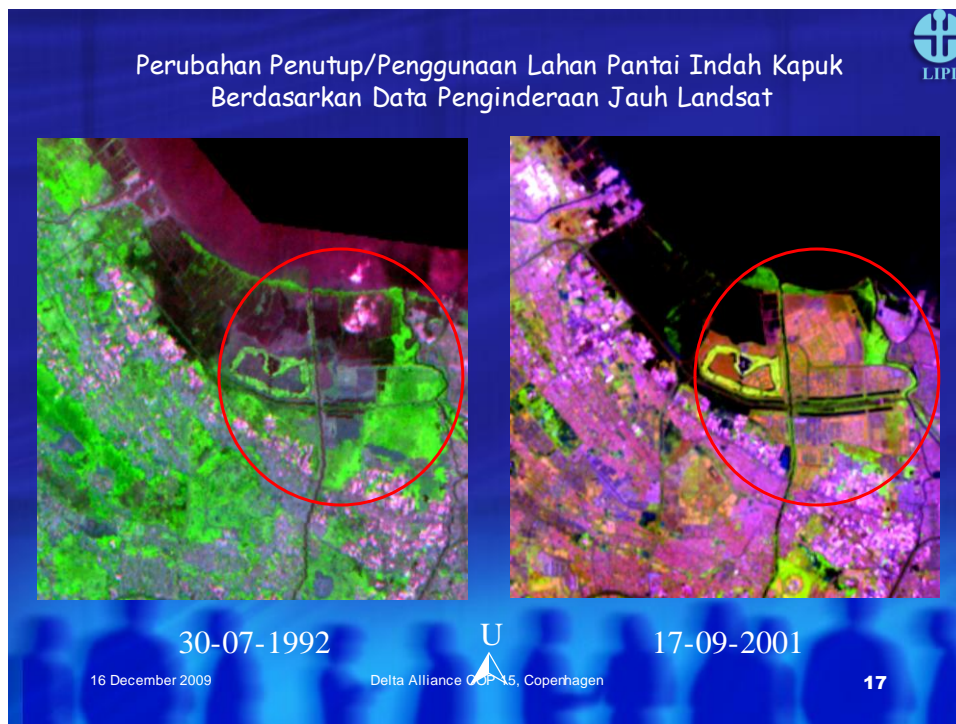 LIPI
Perubahan Penutup/Penggunaan Lahan Pantai Indah Kapuk
Berdasarkan Data Penginderaan Jauh Landsat
30-07-1992
U
17-09-2001
16 December 2009
Delta Alliance COP 15, Copenhagen
17